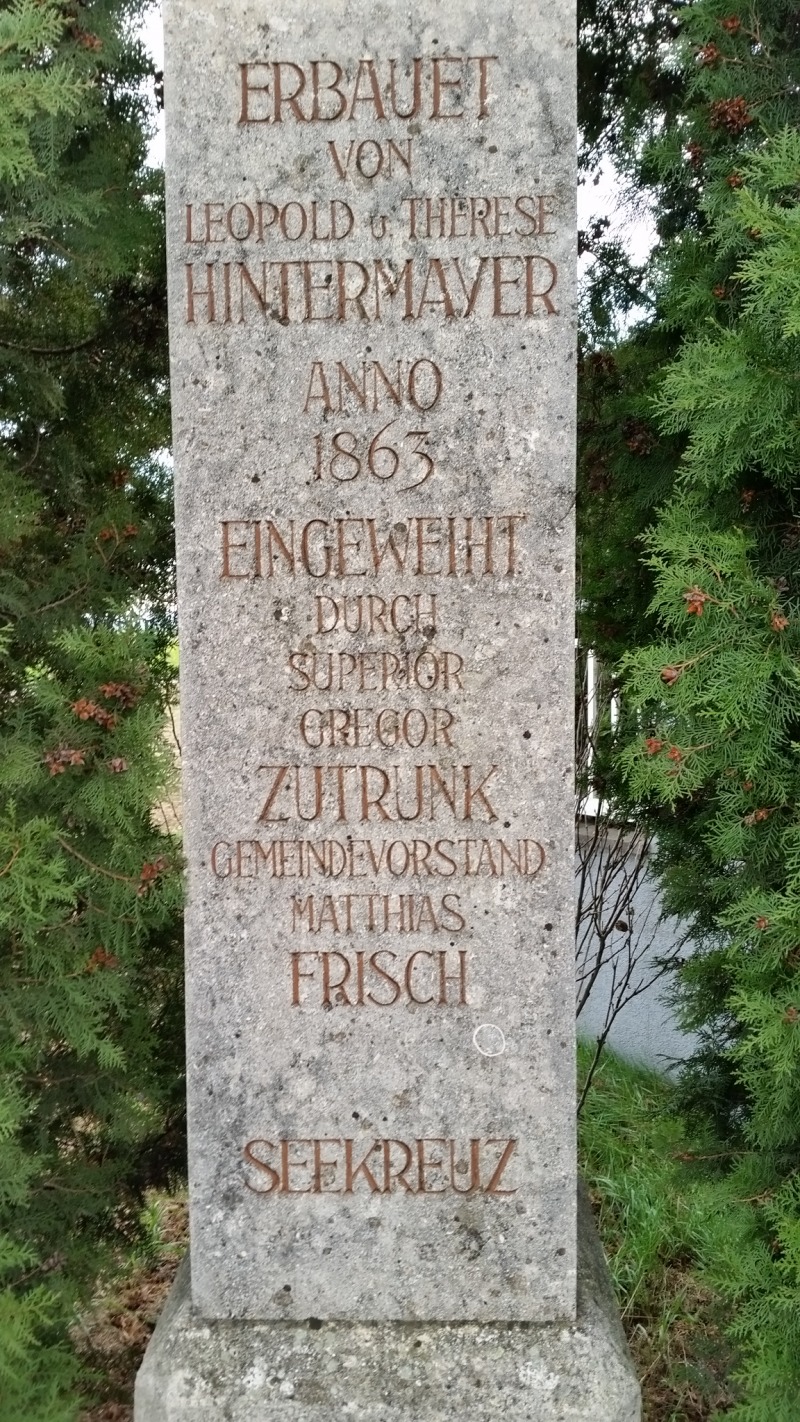 ERBAUET
VON
LEOPOLD u. THERESE
HINTERMAYER
ANNO
1863
EINGEWEIHT
DURCH
SUPERIOR
GREGOR
ZUTRUNK
GEMEINDEVORSTAND
MATTHIAS
FRISCH
SEEKREUZ